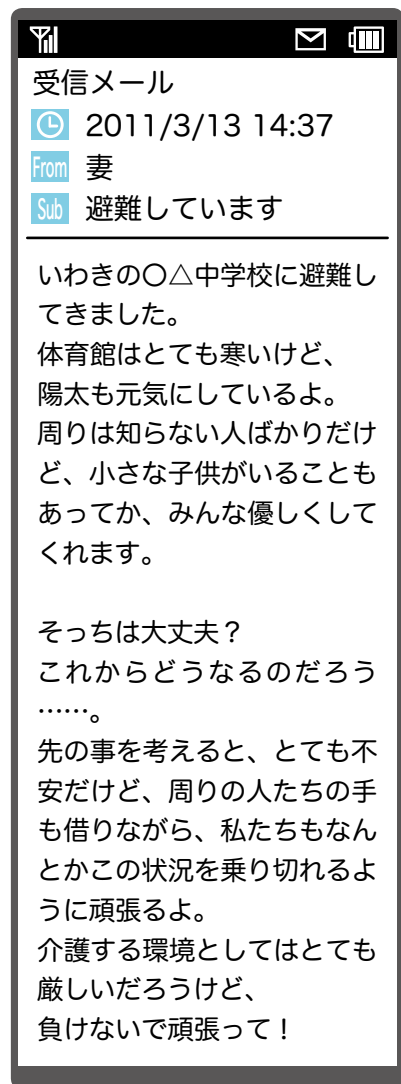 受信メール
2011/3/13 14:37
From 妻
Sub 避難しています
いわきの〇△中学校に避難し
てきました。
体育館はとても寒いけど、
陽太も元気にしているよ。
周りは知らない人ばかりだけ
ど、小さな子供がいることも
あってか、みんな優しくして
くれます。
そっちは大丈夫？
これからどうなるのだろう
……。
先の事を考えると、とても不
安だけど、周りの人たちの手
も借りながら、私たちもなん
とかこの状況を乗り切れるよ
うに頑張るよ。
介護する環境としてはとても
厳しいだろうけど、
負けないで頑張って！